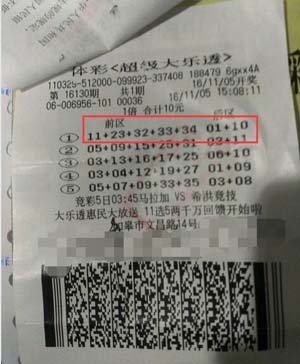 体彩<超级大乐透>
110325-512000-099923-337408 188479 6gxx4A
第 16130期 共1期 16/11/05开奖
06-006956-101 00036 16/11/05 15:08:11
1倍 合计10元
前区 后区
① 11+23+32+33+34 01+10
② 05+09+15+25+31 03+11
③ 03+13+16+17+25 06+10
④ 03+04+12+19+27 01+09
⑤ 05+07+09+33+35 03+08
竞彩5日03:45马拉加 VS 希洪竞技
大乐透惠民大放送 11选5两千万回馈开始啦
如皋市文昌路14号